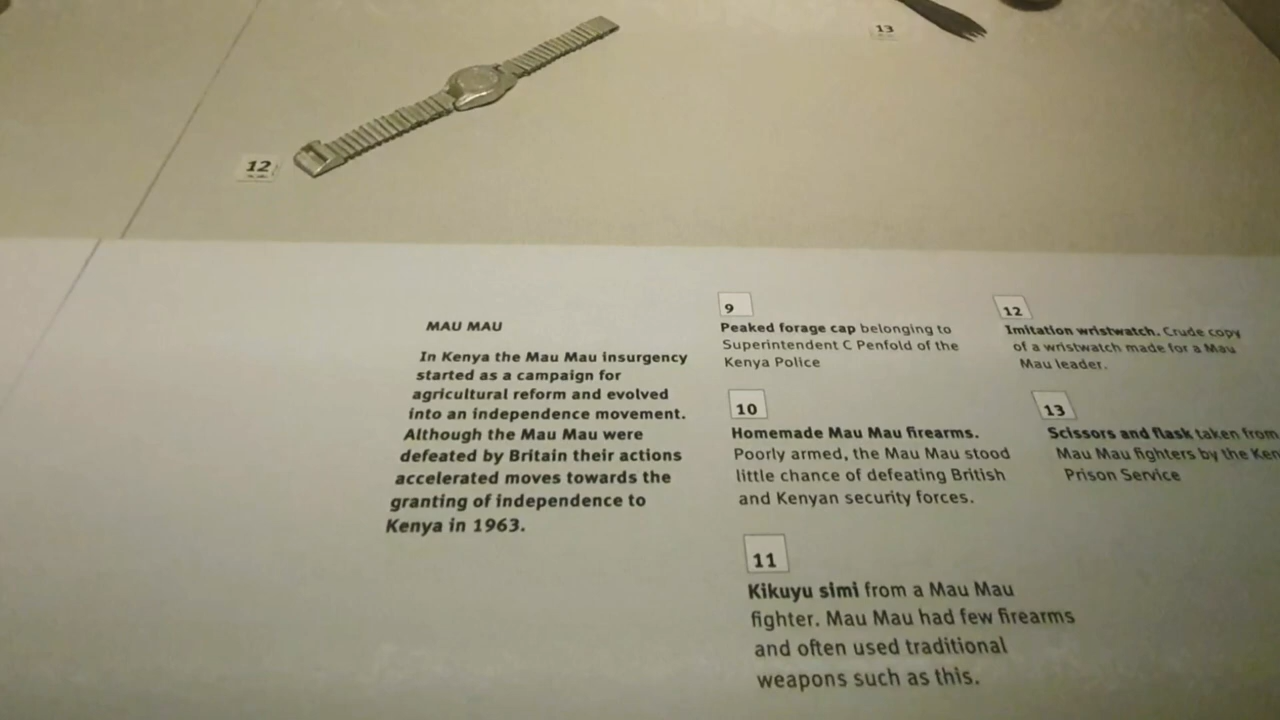 13
12
MAU MAU
In Kenya the Mau Mau insurgency
started as a campaign for
agricultural reform and evolved
into an independence movement.
Although the Mau Mau were
defeated by Britain their actions
accelerated moves towards the
granting of independence to
Kenya in 1963.
9
Peaked forage cap belonging to
Superintendent C Penfold of the
Kenya Police
10
Homemade Mau Mau firearms.
Poorly armed, the Mau Mau stood
little chance of defeating British
and Kenyan security forces.
11
Kikuyu simi from a Mau Mau
fighter. Mau Mau had few firearms
and often used traditional
weapons such as this.
12
Imitation wristwatch. Crude copy
of a wristwatch made for a Mau
Mau leader.
13
Scissors and flask taken from
Mau Mau fighters by the Ken
Prison Service